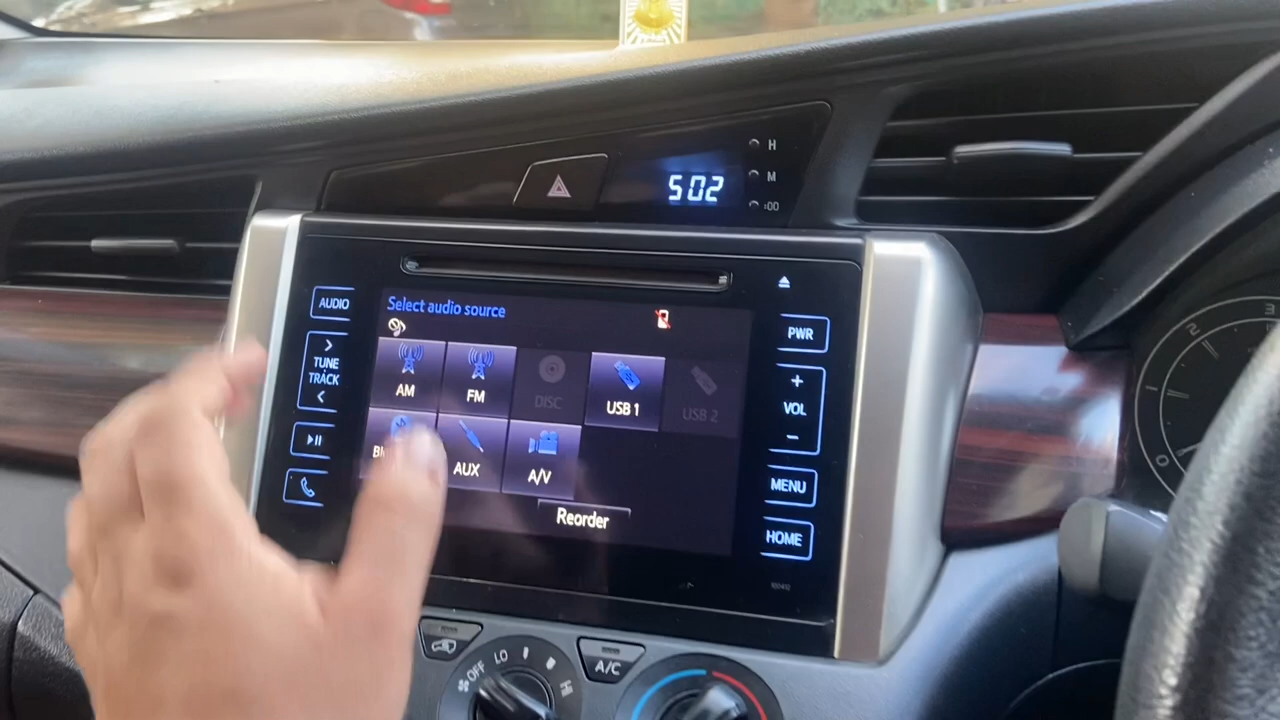 H
M
:00
502
AUDIO
TUNE
TRACK
Select audio source
AM
FM
DISC
USB 1
USB 2
AUX
A/V
Reorder
PWR
+
VOL
-
MENU
HOME
OFF
LO
HI
A/C